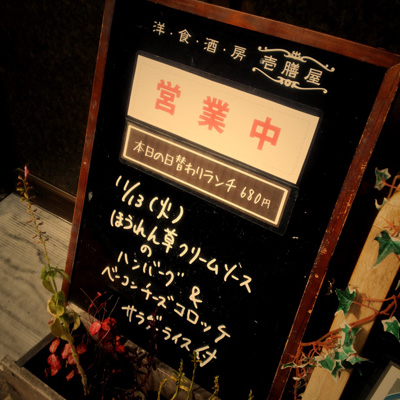 洋・食・酒・房
壱膳屋
営業中
本日の日替わりランチ 680円
11/13(火)
ほうれん草クリームソース
の
ハンバーグ &
ベーコンチーズコロッケ
サラダ・ライス付